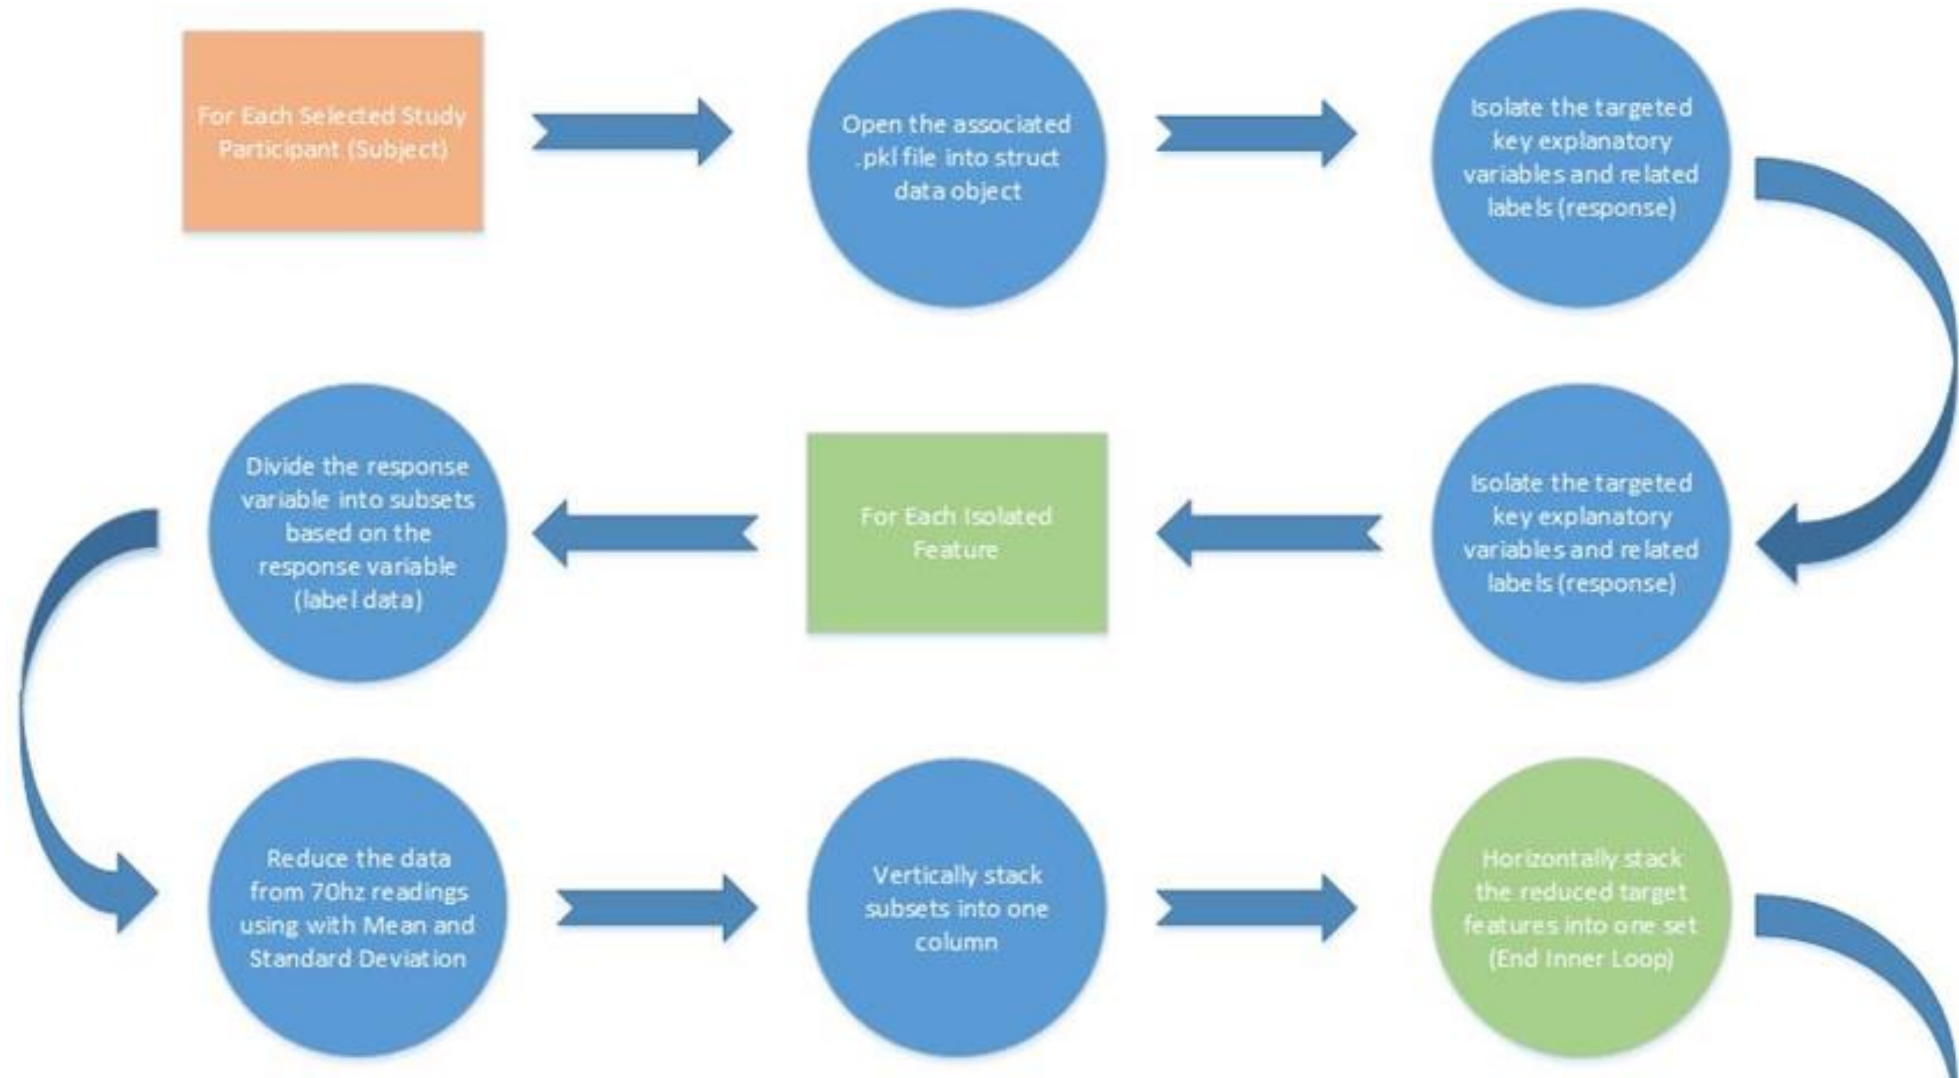 For Each Selected Study
Participant (Subject)
Open the associated
.pkl file into struct
data object
Isolate the targeted
key explanatory
variables and related
labels (response)
Isolate the targeted
key explanatory
variables and related
labels (response)
For Each Isolated
Feature
Divide the response
variable into subsets
based on the
response variable
(label data)
Reduce the data
from 70hz readings
using with Mean and
Standard Deviation
Vertically stack
subsets into one
column
Horizontally stack
the reduced target
features into one set
(End Inner Loop)